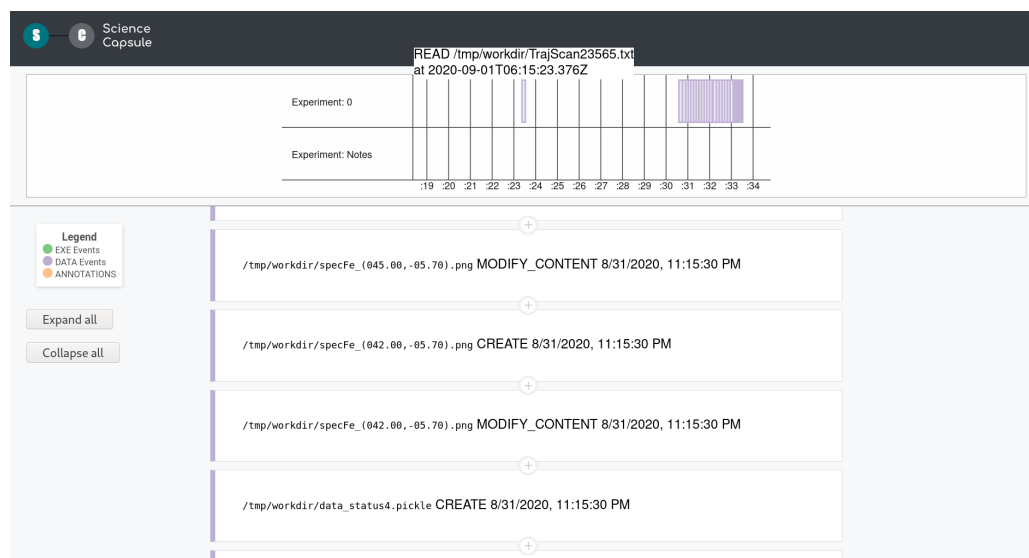 S C Science
Capsule
READ /tmp/workdir/TrajScan23565.txt
at 2020-09-01T06:15:23.376Z
Experiment: 0
Experiment: Notes
:19 :20 :21 :22 :23 :24 :25 :26 :27 :28 :29 :30 :31 :32 :33 :34
Legend
EXE Events
DATA Events
ANNOTATIONS
Expand all
Collapse all
+
/tmp/workdir/specFe_(045.00,-05.70).png MODIFY_CONTENT 8/31/2020, 11:15:30 PM
+
/tmp/workdir/specFe_(042.00,-05.70).png CREATE 8/31/2020, 11:15:30 PM
+
/tmp/workdir/specFe_(042.00,-05.70).png MODIFY_CONTENT 8/31/2020, 11:15:30 PM
+
/tmp/workdir/data_status4.pickle CREATE 8/31/2020, 11:15:30 PM
+